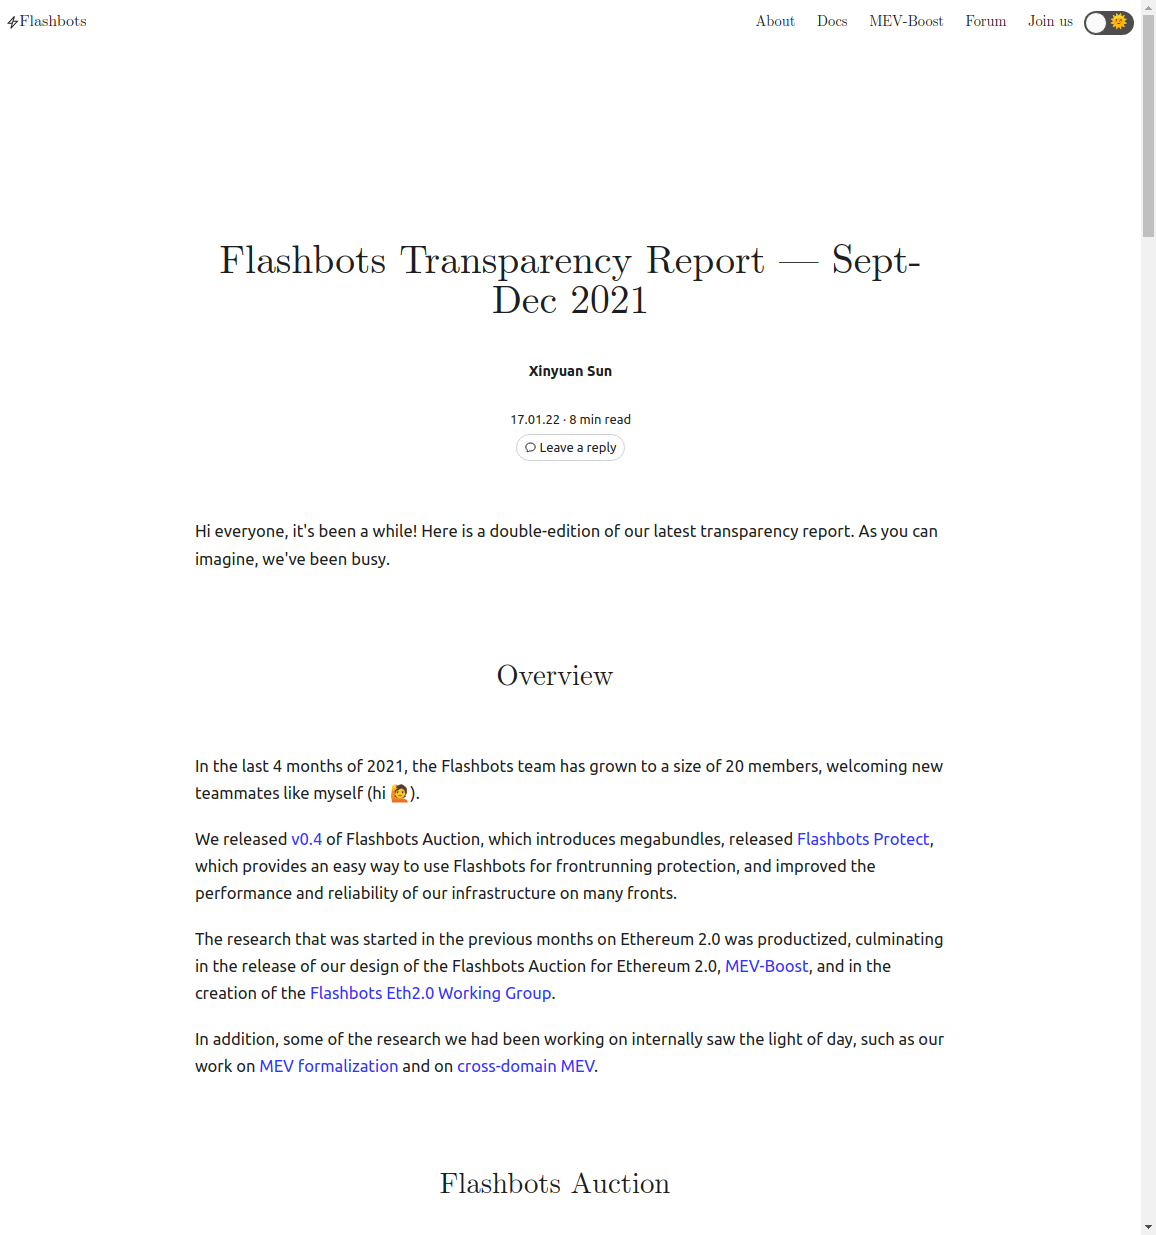 Flashbots
About Docs MEV-Boost Forum Join us 🌞
Flashbots Transparency Report — Sept-
Dec 2021
Xinyuan Sun
17.01.22 · 8 min read
Leave a reply
Hi everyone, it's been a while! Here is a double-edition of our latest transparency report. As you can
imagine, we've been busy.
Overview
In the last 4 months of 2021, the Flashbots team has grown to a size of 20 members, welcoming new
teammates like myself (hi 🙋).
We released v0.4 of Flashbots Auction, which introduces megabundles, released Flashbots Protect,
which provides an easy way to use Flashbots for frontrunning protection, and improved the
performance and reliability of our infrastructure on many fronts.
The research that was started in the previous months on Ethereum 2.0 was productized, culminating
in the release of our design of the Flashbots Auction for Ethereum 2.0, MEV-Boost, and in the
creation of the Flashbots Eth2.0 Working Group.
In addition, some of the research we had been working on internally saw the light of day, such as our
work on MEV formalization and on cross-domain MEV.
Flashbots Auction